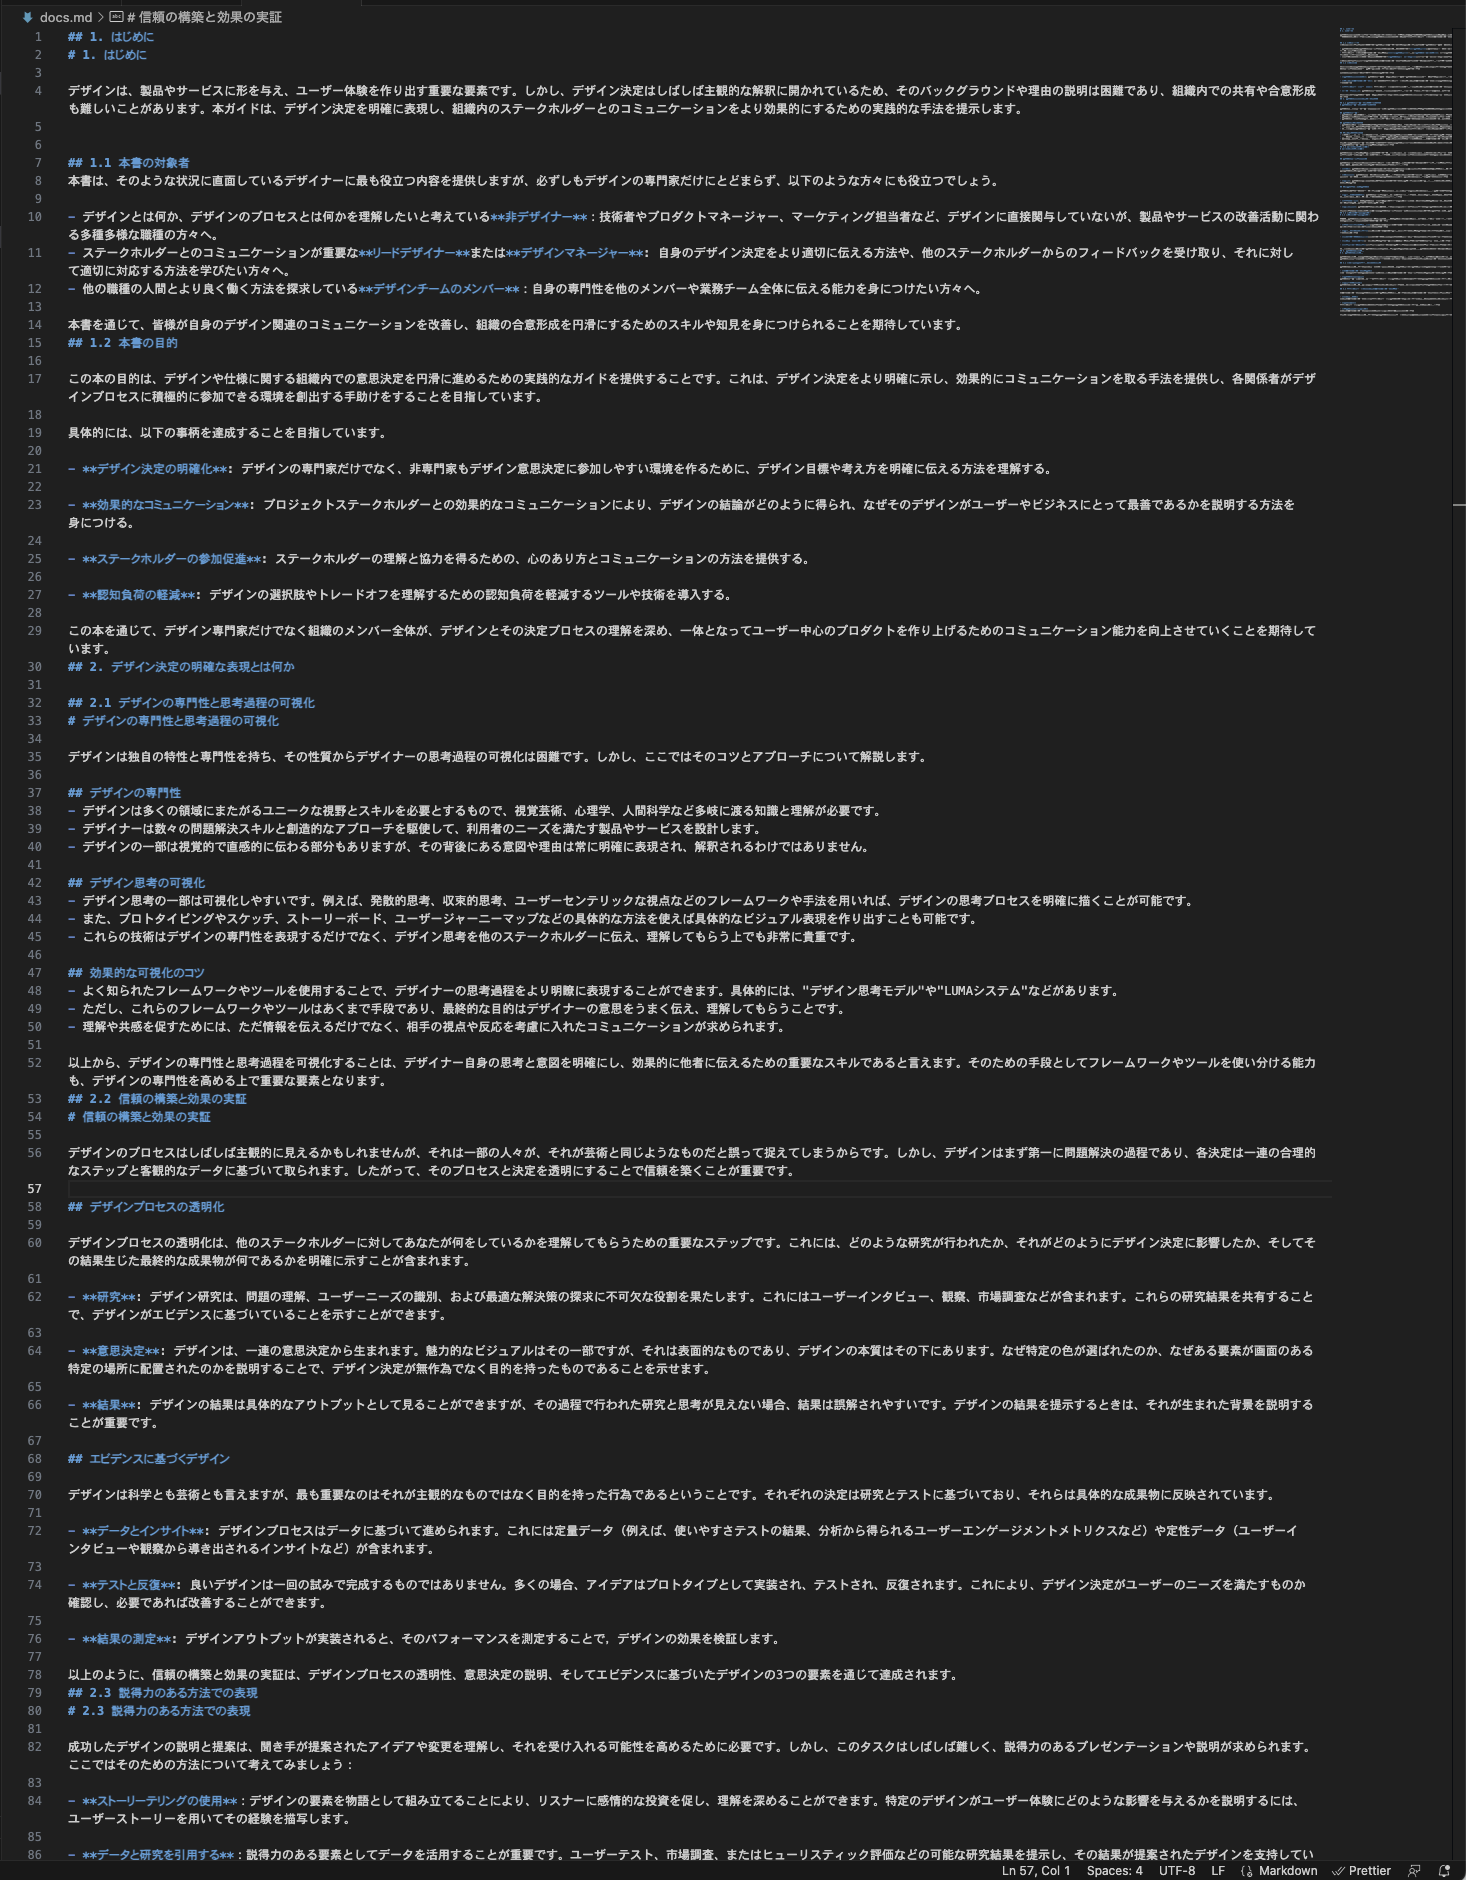 docs.md > # 信頼の構築と効果の実証
1 ## 1. はじめに
2 # 1. はじめに
3
4 デザインは、製品やサービスに形を与え、ユーザー体験を作り出す重要な要素です。しかし、デザイン決定はしばしば主観的な解釈に開かれているため、そのバックグラウンドや理由の説明は困難であり、組織内での共有や合意形成
も難しいことがあります。本ガイドは、デザイン決定を明確に表現し、組織内のステークホルダーとのコミュニケーションをより効果的にするための実践的な手法を提示します。
5
6
7 ## 1.1 本書の対象者
8 本書は、そのような状況に直面しているデザイナーに最も役立つ内容を提供しますが、必ずしもデザインの専門家だけにとどまらず、以下のような方々にも役立つでしょう。
9
10 - デザインとは何か、デザインのプロセスとは何かを理解したいと考えている**非デザイナー**：技術者やプロダクトマネージャー、マーケティング担当者など、デザインに直接関与していないが、製品やサービスの改善活動に関わ
る多種多様な職種の方々へ。
11 - ステークホルダーとのコミュニケーションが重要な**リードデザイナー**または**デザインマネージャー**: 自身のデザイン決定をより適切に伝える方法や、他のステークホルダーからのフィードバックを受け取り、それに対し
て適切に対応する方法を学びたい方々へ。
12 - 他の職種の人間とより良く働く方法を探求している**デザインチームのメンバー**：自身の専門性を他のメンバーや業務チーム全体に伝える能力を身につけたい方々へ。
13
14 本書を通じて、皆様が自身のデザイン関連のコミュニケーションを改善し、組織の合意形成を円滑にするためのスキルや知見を身につけられることを期待しています。
15 ## 1.2 本書の目的
16
17 この本の目的は、デザインや仕様に関する組織内での意思決定を円滑に進めるための実践的なガイドを提供することです。これは、デザイン決定をより明確に示し、効果的にコミュニケーションを取る手法を提供し、各関係者がデザ
インプロセスに積極的に参加できる環境を創出する手助けをすることを目指しています。
18
19 具体的には、以下の事柄を達成することを目指しています。
20
21 - **デザイン決定の明確化**: デザインの専門家だけでなく、非専門家もデザイン意思決定に参加しやすい環境を作るために、デザイン目標や考え方を明確に伝える方法を理解する。
22
23 - **効果的なコミュニケーション**: プロジェクトステークホルダーとの効果的なコミュニケーションにより、デザインの結論がどのように得られ、なぜそのデザインがユーザーやビジネスにとって最善であるかを説明する方法を
身につける。
24
25 - **ステークホルダーの参加促進**: ステークホルダーの理解と協力を得るための、心のあり方とコミュニケーションの方法を提供する。
26
27 - **認知負荷の軽減**: デザインの選択肢やトレードオフを理解するための認知負荷を軽減するツールや技術を導入する。
28
29 この本を通じて、デザイン専門家だけでなく組織のメンバー全体が、デザインとその決定プロセスの理解を深め、一体となってユーザー中心のプロダクトを作り上げるためのコミュニケーション能力を向上させていくことを期待して
います。
30 ## 2. デザイン決定の明確な表現とは何か
31
32 ## 2.1 デザインの専門性と思考過程の可視化
33 # デザインの専門性と思考過程の可視化
34
35 デザインは独自の特性と専門性を持ち、その性質からデザイナーの思考過程の可視化は困難です。しかし、ここではそのコツとアプローチについて解説します。
36
37 ## デザインの専門性
38 - デザインは多くの領域にまたがるユニークな視野とスキルを必要とするもので、視覚芸術、心理学、人間科学など多岐に渡る知識と理解が必要です。
39 - デザイナーは数々の問題解決スキルと創造的なアプローチを駆使して、利用者のニーズを満たす製品やサービスを設計します。
40 - デザインの一部は視覚的で直感的に伝わる部分もありますが、その背後にある意図や理由は常に明確に表現され、解釈されるわけではありません。
41
42 ## デザイン思考の可視化
43 - デザイン思考の一部は可視化しやすいです。例えば、発散的思考、収束的思考、ユーザーセンテリックな視点などのフレームワークや手法を用いれば、デザインの思考プロセスを明確に描くことが可能です。
44 - また、プロトタイピングやスケッチ、ストーリーボード、ユーザージャーニーマップなどの具体的な方法を使えば具体的なビジュアル表現を作り出すことも可能です。
45 - これらの技術はデザインの専門性を表現するだけでなく、デザイン思考を他のステークホルダーに伝え、理解してもらう上でも非常に貴重です。
46
47 ## 効果的な可視化のコツ
48 - よく知られたフレームワークやツールを使用することで、デザイナーの思考過程をより明瞭に表現することができます。具体的には、"デザイン思考モデル"や"LUMAシステム"などがあります。
49 - ただし、これらのフレームワークやツールはあくまで手段であり、最終的な目的はデザイナーの意思をうまく伝え、理解してもらうことです。
50 - 理解や共感を促すためには、ただ情報を伝えるだけでなく、相手の視点や反応を考慮に入れたコミュニケーションが求められます。
51
52 以上から、デザインの専門性と思考過程を可視化することは、デザイナー自身の思考と意図を明確にし、効果的に他者に伝えるための重要なスキルであると言えます。そのための手段としてフレームワークやツールを使い分ける能力
も、デザインの専門性を高める上で重要な要素となります。
53 ## 2.2 信頼の構築と効果の実証
54 # 信頼の構築と効果の実証
55
56 デザインのプロセスはしばしば主観的に見えるかもしれませんが、それは一部の人々が、それが芸術と同じようなものだと誤って捉えてしまうからです。しかし、デザインはまず第一に問題解決の過程であり、各決定は一連の合理的
なステップと客観的なデータに基づいて取られます。したがって、そのプロセスと決定を透明にすることで信頼を築くことが重要です。
57
58 ## デザインプロセスの透明化
59
60 デザインプロセスの透明化は、他のステークホルダーに対してあなたが何をしているかを理解してもらうための重要なステップです。これには、どのような研究が行われたか、それがどのようにデザイン決定に影響したか、そしてそ
の結果生じた最終的な成果物が何であるかを明確に示すことが含まれます。
61
62 - **研究**: デザイン研究は、問題の理解、ユーザーニーズの識別、および最適な解決策の探求に不可欠な役割を果たします。これにはユーザーインタビュー、観察、市場調査などが含まれます。これらの研究結果を共有すること
で、デザインがエビデンスに基づいていることを示すことができます。
63
64 - **意思決定**: デザインは、一連の意思決定から生まれます。魅力的なビジュアルはその一部ですが、それは表面的なものであり、デザインの本質はその下にあります。なぜ特定の色が選ばれたのか、なぜある要素が画面のある
特定の場所に配置されたのかを説明することで、デザイン決定が無作為でなく目的を持ったものであることを示せます。
65
66 - **結果**: デザインの結果は具体的なアウトプットとして見ることができますが、その過程で行われた研究と思考が見えない場合、結果は誤解されやすいです。デザインの結果を提示するときは、それが生まれた背景を説明する
ことが重要です。
67
68 ## エビデンスに基づくデザイン
69
70 デザインは科学とも芸術とも言えますが、最も重要なのはそれが主観的なものではなく目的を持った行為であるということです。それぞれの決定は研究とテストに基づいており、それらは具体的な成果物に反映されています。
71
72 - **データとインサイト**: デザインプロセスはデータに基づいて進められます。これには定量データ（例えば、使いやすさテストの結果、分析から得られるユーザーエンゲージメントメトリクスなど）や定性データ（ユーザーイ
ンタビューや観察から導き出されるインサイトなど）が含まれます。
73
74 - **テストと反復**: 良いデザインは一回の試みで完成するものではありません。多くの場合、アイデアはプロトタイプとして実装され、テストされ、反復されます。これにより、デザイン決定がユーザーのニーズを満たすものか
確認し、必要であれば改善することができます。
75
76 - **結果の測定**: デザインアウトプットが実装されると、そのパフォーマンスを測定することで，デザインの効果を検証します。
77
78 以上のように、信頼の構築と効果の実証は、デザインプロセスの透明性、意思決定の説明、そしてエビデンスに基づいたデザインの3つの要素を通じて達成されます。
79 ## 2.3 説得力のある方法での表現
80 # 2.3 説得力のある方法での表現
81
82 成功したデザインの説明と提案は、聞き手が提案されたアイデアや変更を理解し、それを受け入れる可能性を高めるために必要です。しかし、このタスクはしばしば難しく、説得力のあるプレゼンテーションや説明が求められます。
ここではそのための方法について考えてみましょう：
83
84 - **ストーリーテリングの使用**：デザインの要素を物語として組み立てることにより、リスナーに感情的な投資を促し、理解を深めることができます。特定のデザインがユーザー体験にどのような影響を与えるかを説明するには、
ユーザーストーリーを用いてその経験を描写します。
85
86 - **データと研究を引用する**：説得力のある要素としてデータを活用することが重要です。ユーザーテスト、市場調査、またはヒューリスティック評価などの可能な研究結果を提示し、その結果が提案されたデザインを支持してい
Ln 57, Col 1 Spaces: 4 UTF-8 LF Markdown Prettier